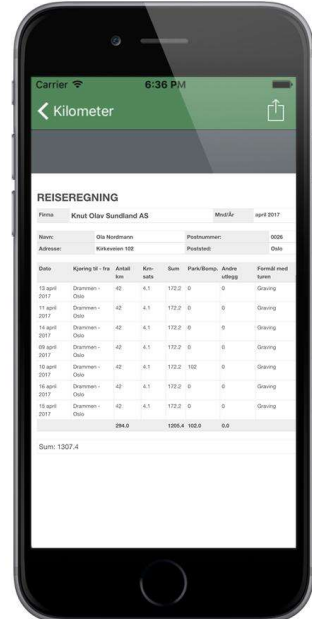 Carrier 6:36 PM
Kilometer
REISEREGNING
Firma Knut Olav Sundland AS Mnd/År april 2017
Navn: Ola Nordmann Postnummer: 0026
Adresse: Kirkeveien 102 Poststed: Oslo
Dato Kjøring til - fra Antall km Km-sats Sum Park/Bomp. Andre utlegg Formål med turen
13 april 2017 Drammen - Oslo 42 4.1 172.2 0 0 Graving
17 april 2017 Drammen - Oslo 42 4.1 172.2 0 0 Graving
14 april 2017 Drammen - Oslo 42 4.1 172.2 0 0 Graving
09 april 2017 Drammen - Oslo 42 4.1 172.2 0 0 Graving
18 april 2017 Drammen - Oslo 42 4.1 172.2 102 0 Graving
16 april 2017 Drammen - Oslo 42 4.1 172.2 0 0 Graving
15 april 2017 Drammen - Oslo 42 4.1 172.2 0 0 Graving
294.0 1205.4 102.0 0.0
Sum: 1307.4